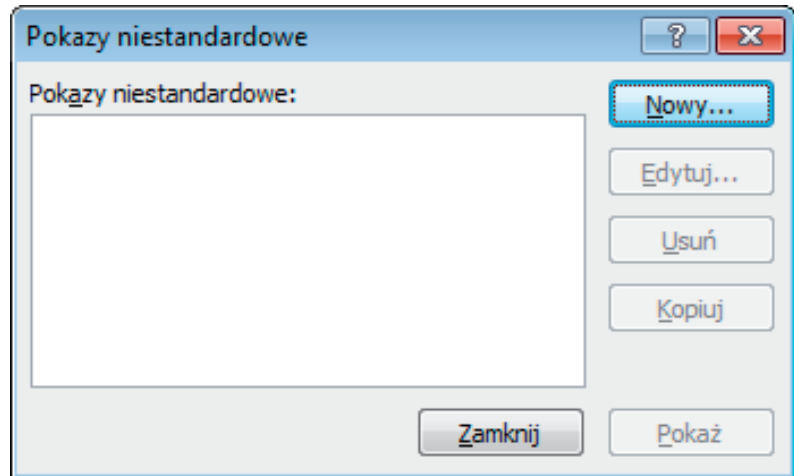 Pokazy niestandardowe
Pokazy niestandardowe:
Nowy...
Edytuj...
Usuń
Kopiuj
Zamknij
Pokaż